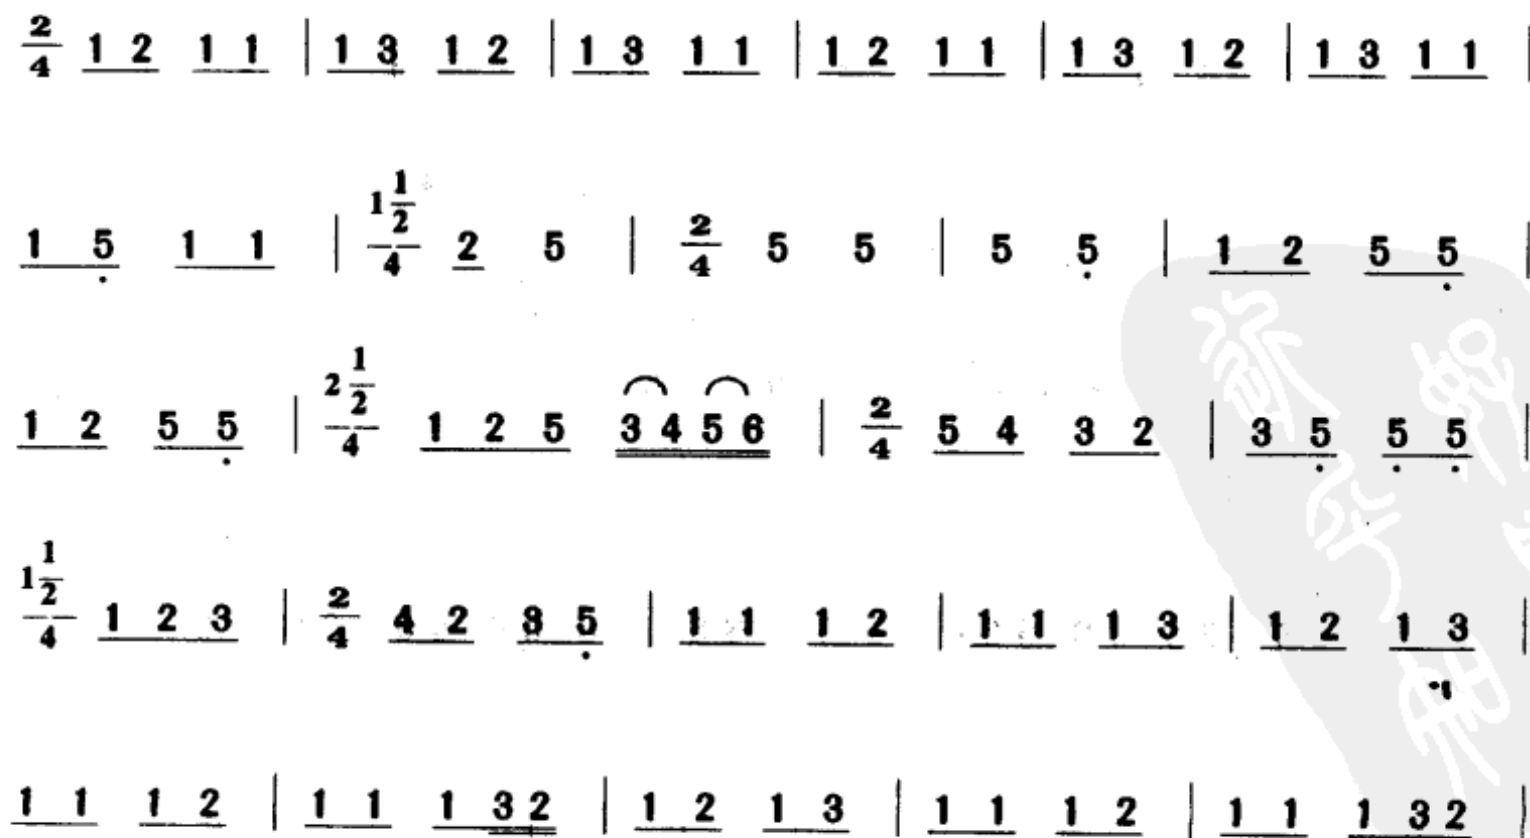 2/4 1 2 1 1 | 1 3 1 2 | 1 3 1 1 | 1 2 1 1 | 1 3 1 2 | 1 3 1 1 |
1 5̣ 1 1 | 1½/4 2 5 | 2/4 5 5 | 5 5̣ | 1 2 5 5̣ |
1 2 5 5̣ | 2½/4 1 2 5 3 4 5 6 | 2/4 5 4 3 2 | 3 5̣ 5̣ 5̣ |
1½/4 1 2 3 | 2/4 4 2 3 5̣ | 1 1 1 2 | 1 1 1 3 | 1 2 1 3 |
1 1 1 2 | 1 1 1 3 2 | 1 2 1 3 | 1 1 1 2 | 1 1 1 3 2 |